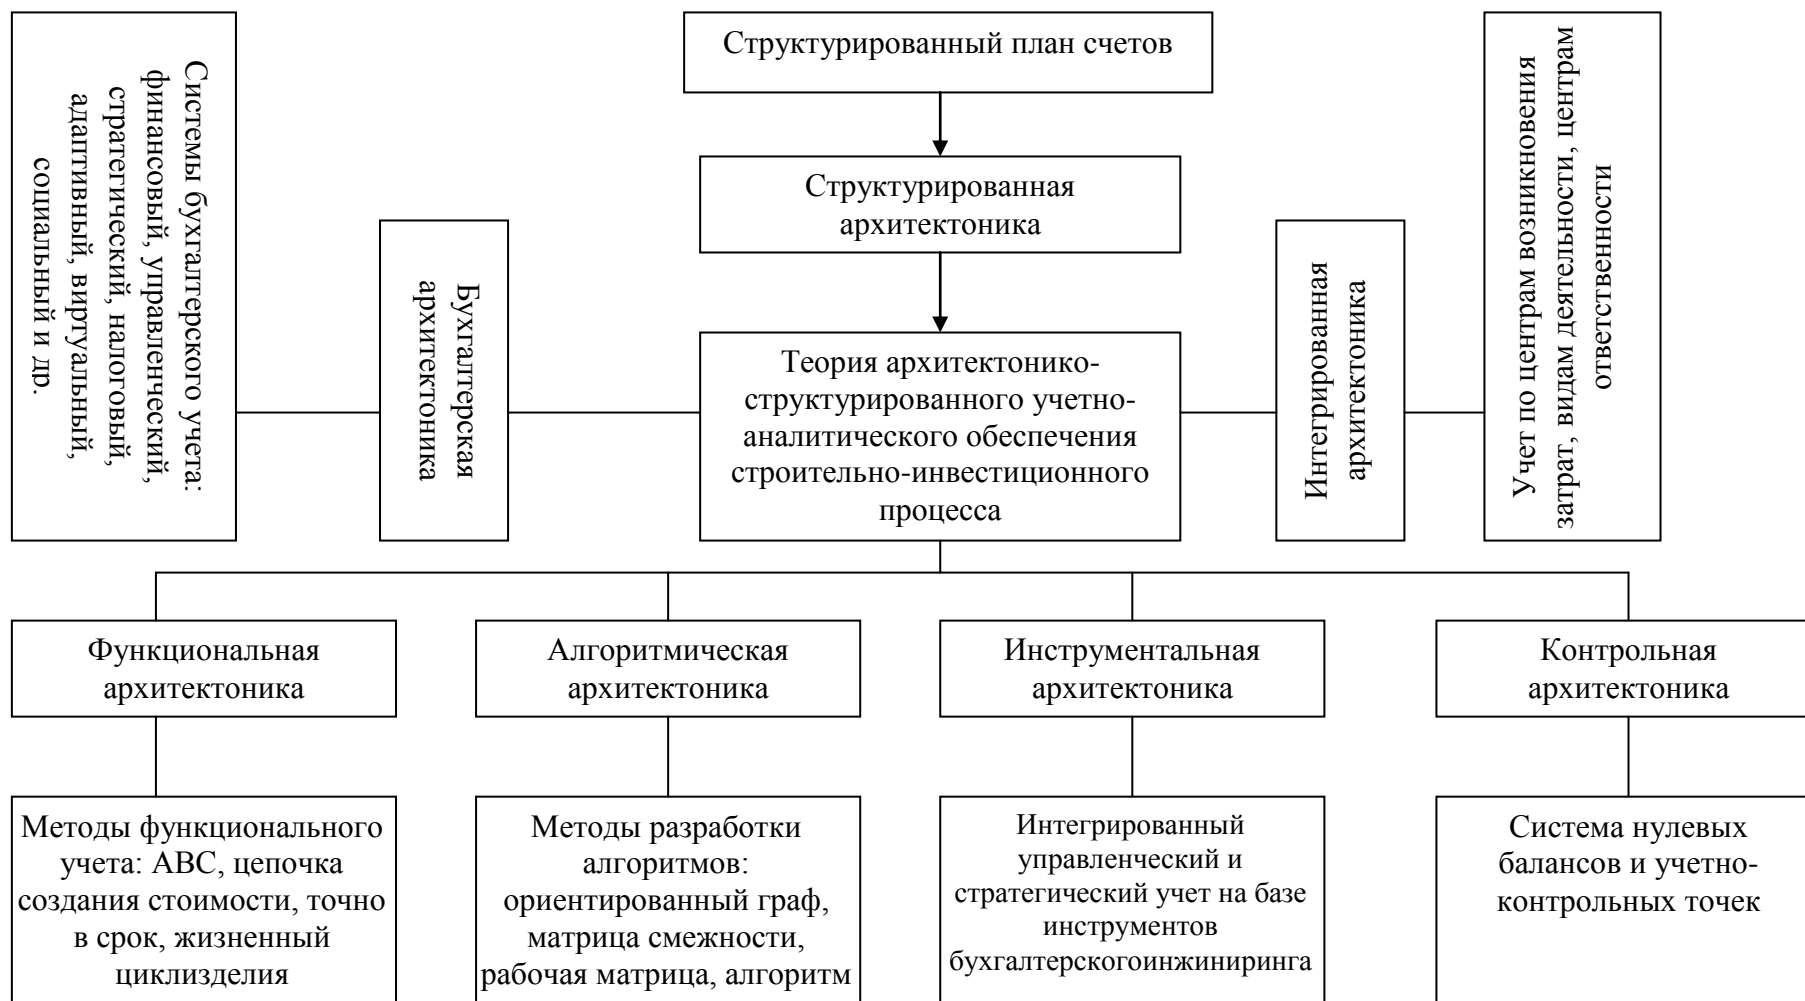 Структурированный план счетов
Структурированная
архитектоника
Системы бухгалтерского учета:
финансовый, управленческий,
стратегический, налоговый,
адаптивный, виртуальный,
социальный и др.
Бухгалтерская
архитектоника
Теория архитектонико-
структурированного учетно-
аналитического обеспечения
строительно-инвестиционного
процесса
Интегрированная
архитектоника
Учет по центрам возникновения
затрат, видам деятельности, центрам
ответственности
Функциональная
архитектоника
Алгоритмическая
архитектоника
Инструментальная
архитектоника
Контрольная
архитектоника
Методы функционального
учета: АВС, цепочка
создания стоимости, точно
в срок, жизненный
циклизделия
Методы разработки
алгоритмов:
ориентированный граф,
матрица смежности,
рабочая матрица, алгоритм
Интегрированный
управленческий и
стратегический учет на базе
инструментов
бухгалтерскогоинжиниринга
Система нулевых
балансов и учетно-
контрольных точек